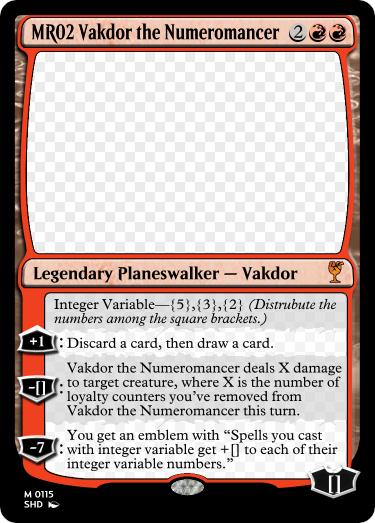 MR02 Vakdor the Numeromancer 2
Legendary Planeswalker — Vakdor
Integer Variable—{5},{3},{2} (Distrubute the
numbers among the square brackets.)
+1 : Discard a card, then draw a card.
Vakdor the Numeromancer deals X damage
-[] : to target creature, where X is the number of
loyalty counters you've removed from
Vakdor the Numeromancer this turn.
You get an emblem with “Spells you cast
-7 : with integer variable get +[] to each of their
integer variable numbers.”
[]
M 0115
SHD